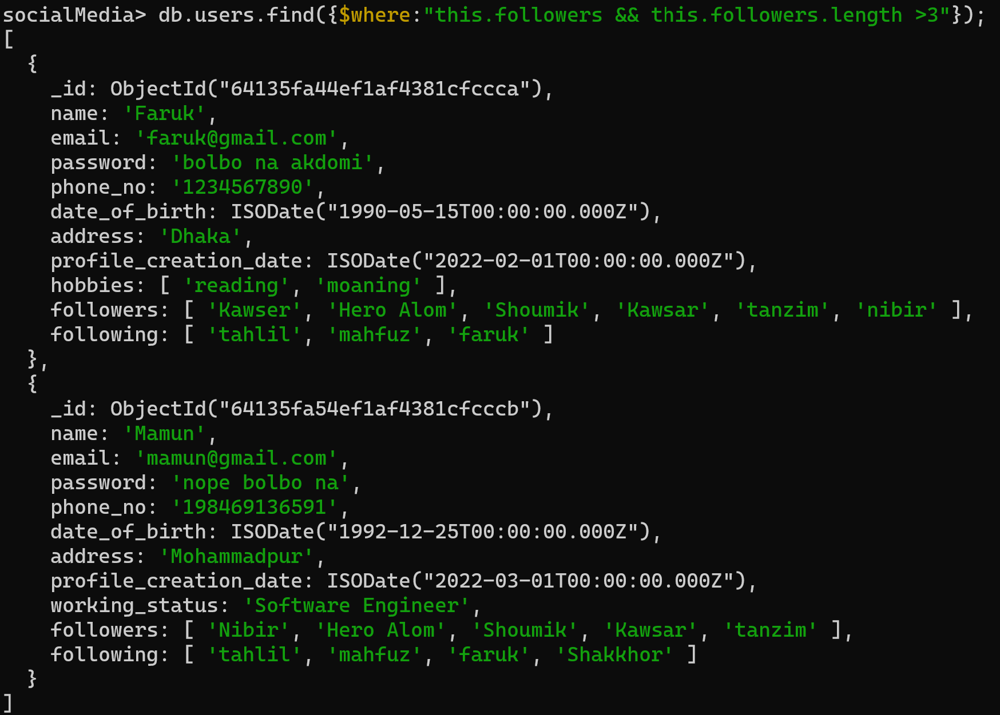 socialMedia> db.users.find({$where:"this.followers && this.followers.length >3"});
[
  {
    _id: ObjectId("64135fa44ef1af4381cfccca"),
    name: 'Faruk',
    email: 'faruk@gmail.com',
    password: 'bolbo na akdomi',
    phone_no: '1234567890',
    date_of_birth: ISODate("1990-05-15T00:00:00.000Z"),
    address: 'Dhaka',
    profile_creation_date: ISODate("2022-02-01T00:00:00.000Z"),
    hobbies: [ 'reading', 'moaning' ],
    followers: [ 'Kawser', 'Hero Alom', 'Shoumik', 'Kawsar', 'tanzim', 'nibir' ],
    following: [ 'tahlil', 'mahfuz', 'faruk' ]
  },
  {
    _id: ObjectId("64135fa54ef1af4381cfcccb"),
    name: 'Mamun',
    email: 'mamun@gmail.com',
    password: 'nope bolbo na',
    phone_no: '198469136591',
    date_of_birth: ISODate("1992-12-25T00:00:00.000Z"),
    address: 'Mohammadpur',
    profile_creation_date: ISODate("2022-03-01T00:00:00.000Z"),
    working_status: 'Software Engineer',
    followers: [ 'Nibir', 'Hero Alom', 'Shoumik', 'Kawsar', 'tanzim' ],
    following: [ 'tahlil', 'mahfuz', 'faruk', 'Shakkhor' ]
  }
]